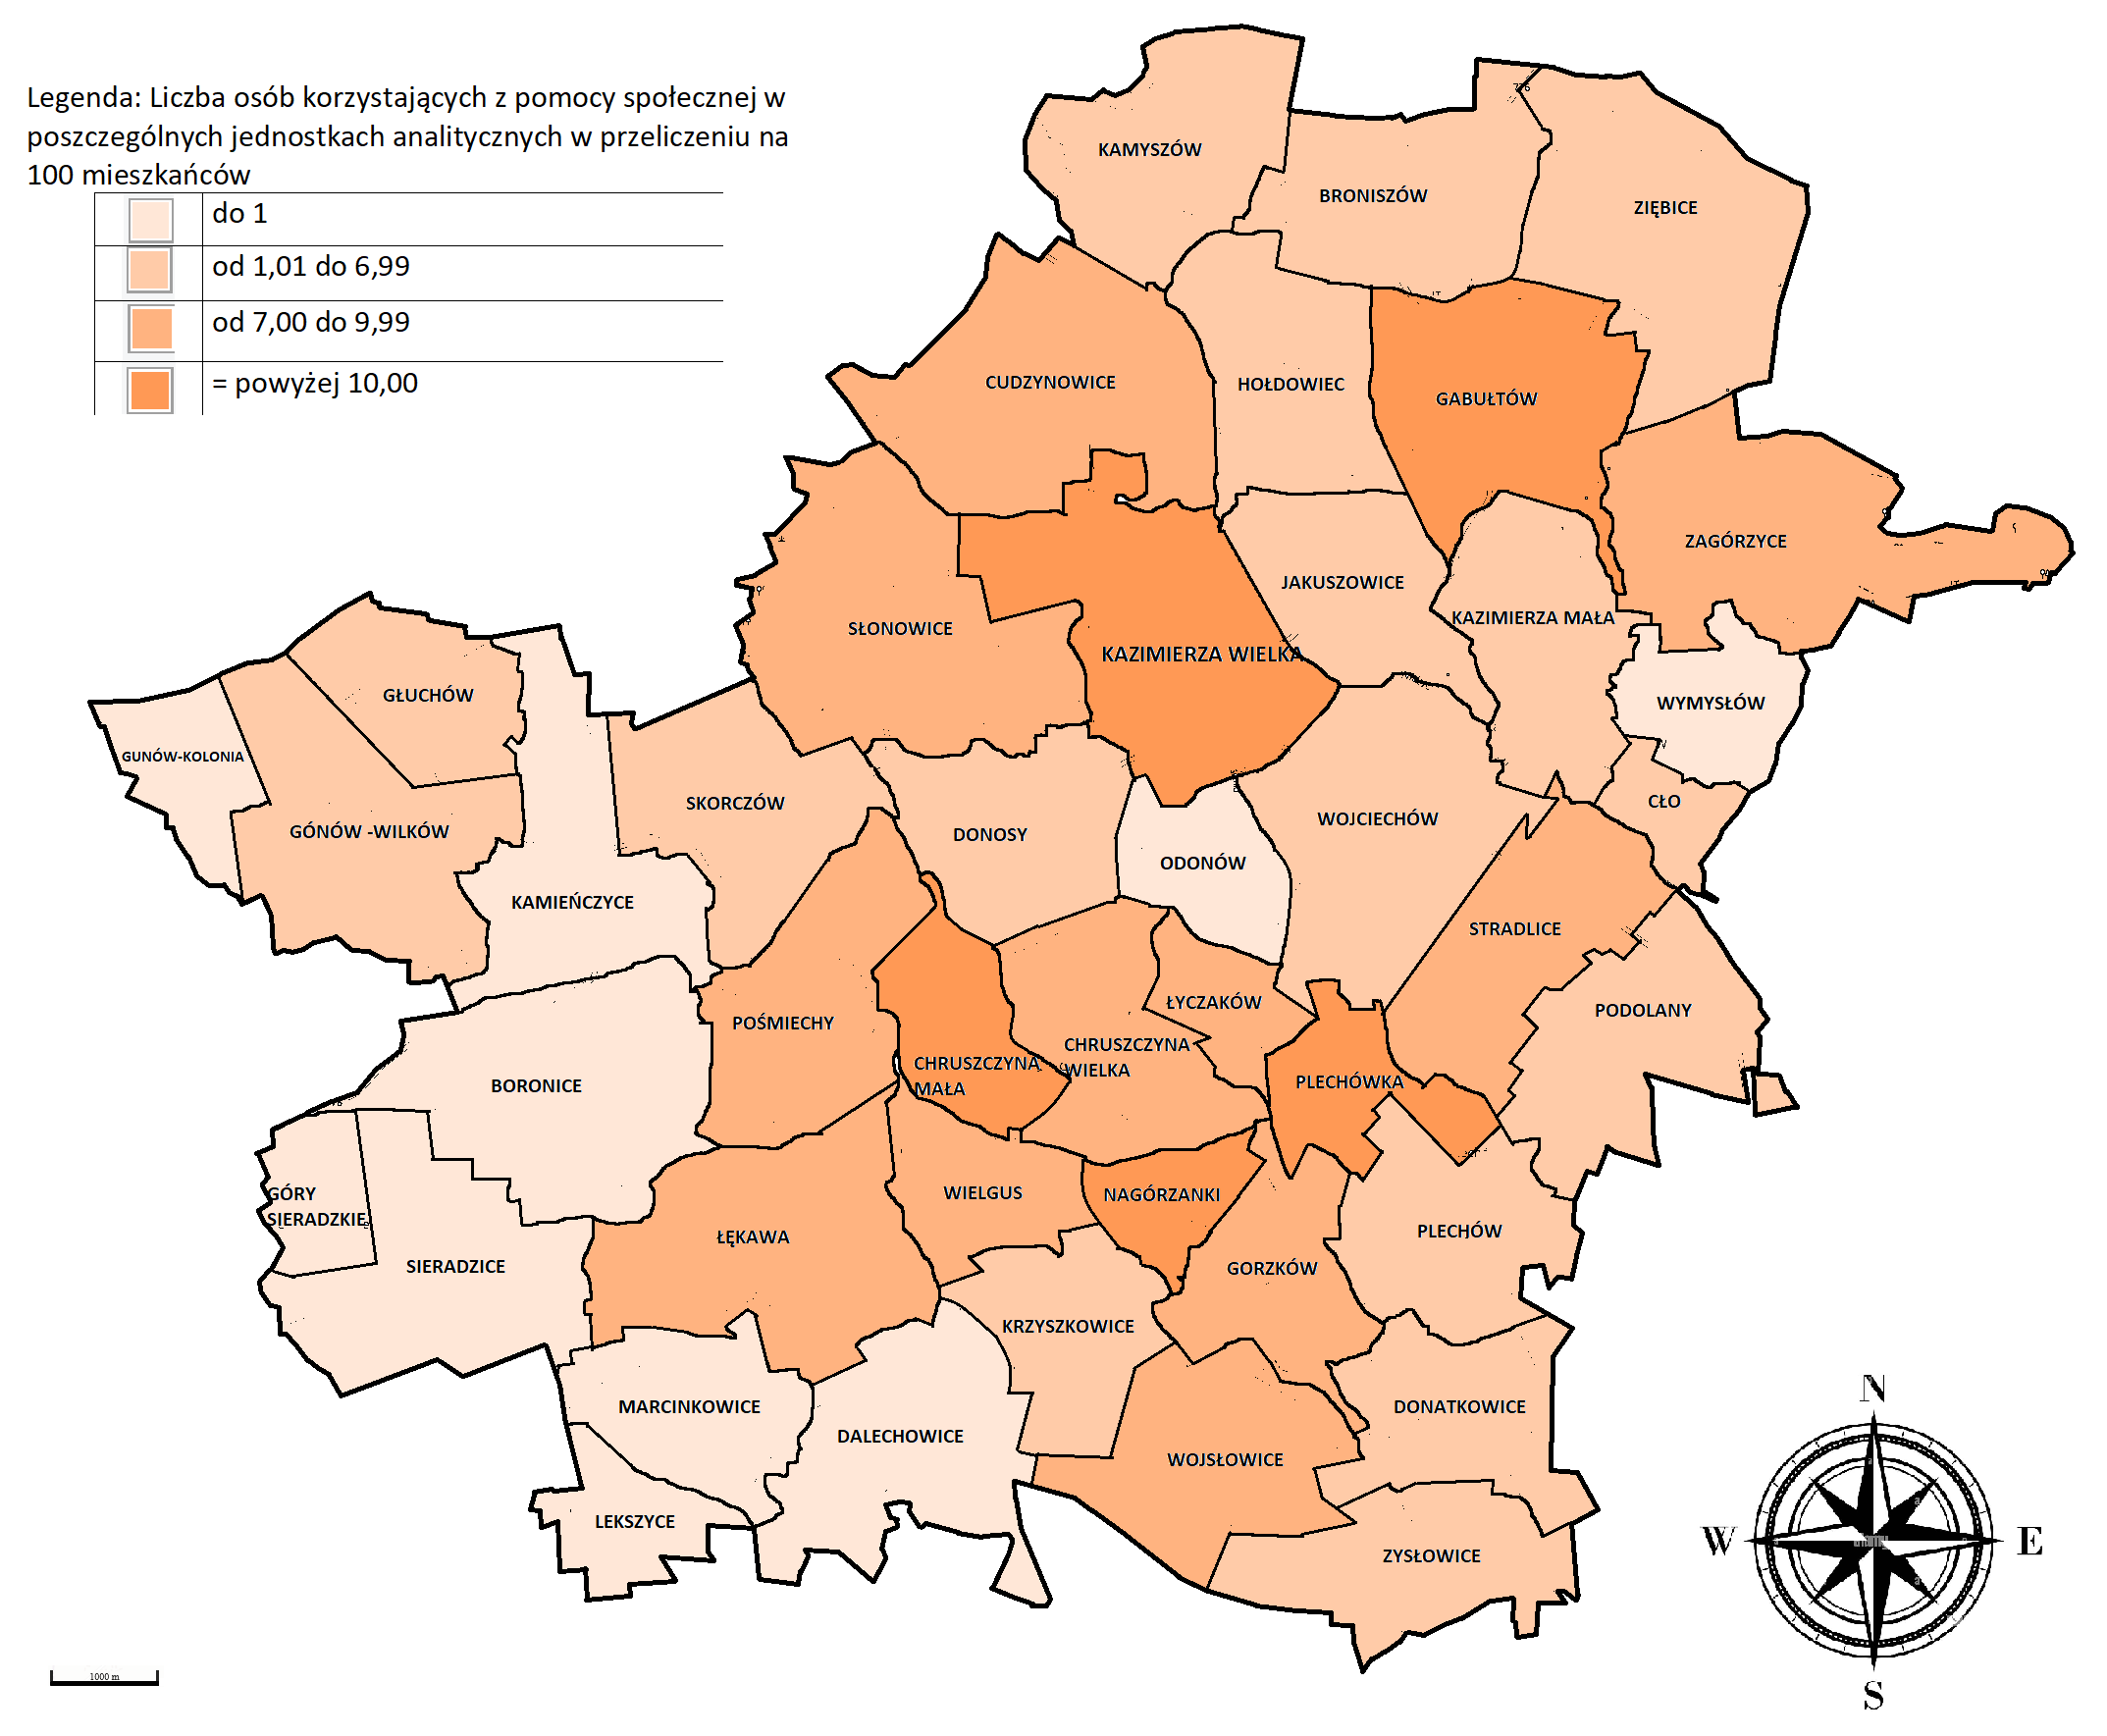 Legenda: Liczba osób korzystających z pomocy społecznej w
poszczególnych jednostkach analitycznych w przeliczeniu na
100 mieszkańców
do 1
od 1,01 do 6,99
od 7,00 do 9,99
= powyżej 10,00
776
KAMYSZÓW
BRONISZÓW
ZIĘBICE
CUDZYNOWICE
HOŁDOWIEC
GABUŁTÓW
ZAGÓRZYCE
JAKUSZOWICE
KAZIMIERZA MAŁA
SŁONOWICE
KAZIMIERZA WIELKA
GŁUCHÓW
WYMYSŁÓW
GUNÓW-KOLONIA
SKORCZÓW
CŁO
GÓNÓW -WILKÓW
DONOSY
WOJCIECHÓW
ODONÓW
KAMIEŃCZYCE
STRADLICE
ŁYCZAKÓW
PODOLANY
POŚMIECHY
CHRUSZCZYNA
WIELKA
CHRUSZCZYNA
MAŁA
PLECHÓWKA
BORONICE
GÓRY
SIERADZKIE
WIELGUS
NAGÓRZANKI
PLECHÓW
ŁĘKAWA
SIERADZICE
GORZKÓW
KRZYSZKOWICE
MARCINKOWICE
DONATKOWICE
DALECHOWICE
WOJSŁOWICE
LEKSZYCE
ZYSŁOWICE
N
W
E
S
1000 m